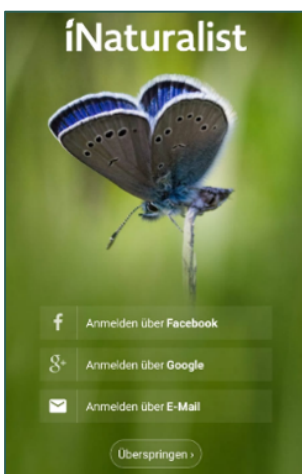 iNaturalist
Anmelden über Facebook
Anmelden über Google
Anmelden über E-Mail
Überspringen ›